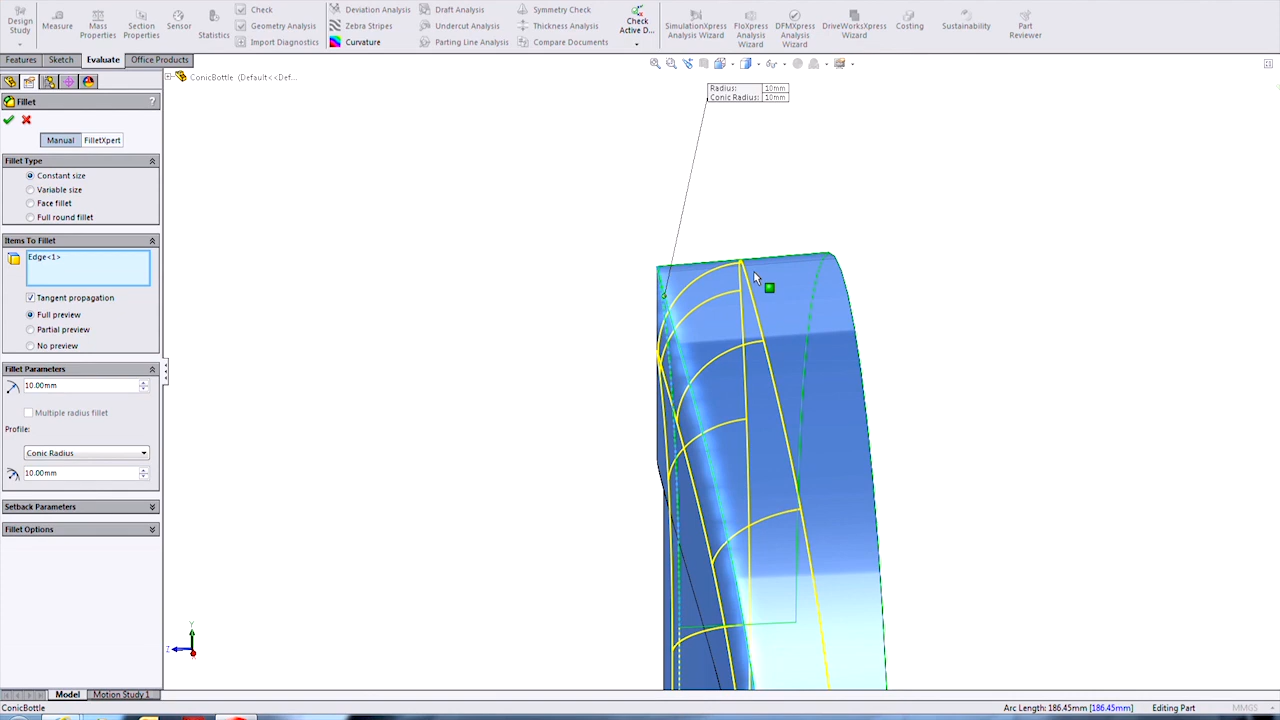 Design Study
Measure
Mass Properties
Section Properties
Sensor
Statistics
Check
Geometry Analysis
Import Diagnostics
Deviation Analysis
Zebra Stripes
Curvature
Draft Analysis
Undercut Analysis
Parting Line Analysis
Symmetry Check
Thickness Analysis
Compare Documents
Check Active D...
SimulationXpress Analysis Wizard
FloXpress Analysis Wizard
DFMXpress Analysis Wizard
DriveWorksXpress Wizard
Costing
Sustainability
Part Reviewer
Features
Sketch
Evaluate
Office Products
ConicBottle (Default<<Def...
Fillet
?
Manual
FilletXpert
Fillet Type
Constant size
Variable size
Face fillet
Full round fillet
Items To Fillet
Edge<1>
Tangent propagation
Full preview
Partial preview
No preview
Fillet Parameters
10.00mm
Multiple radius fillet
Profile:
Conic Radius
10.00mm
Setback Parameters
Fillet Options
Radius: 10mm
Conic Radius: 10mm
Y
Z
Model
Motion Study 1
ConicBottle
Arc Length: 186.45mm [186.45mm]
Editing Part
MMGS